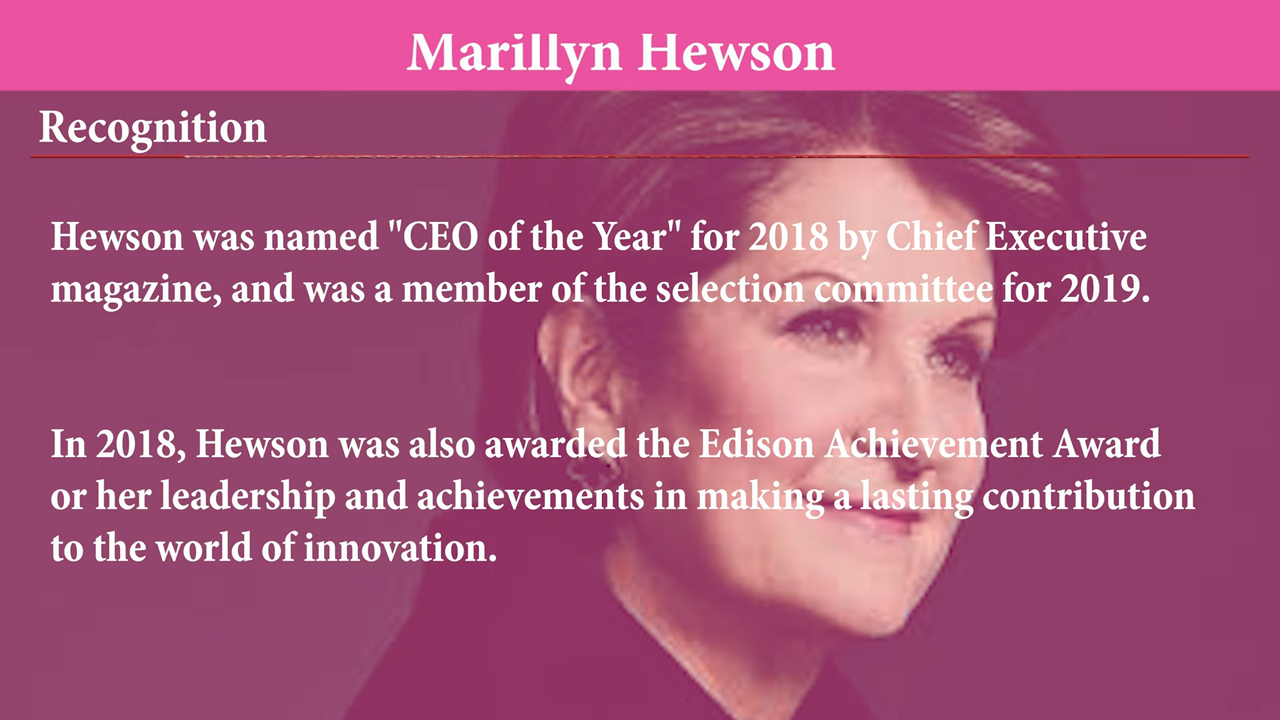 Marillyn Hewson
Recognition
Hewson was named "CEO of the Year" for 2018 by Chief Executive
magazine, and was a member of the selection committee for 2019.
In 2018, Hewson was also awarded the Edison Achievement Award
or her leadership and achievements in making a lasting contribution
to the world of innovation.